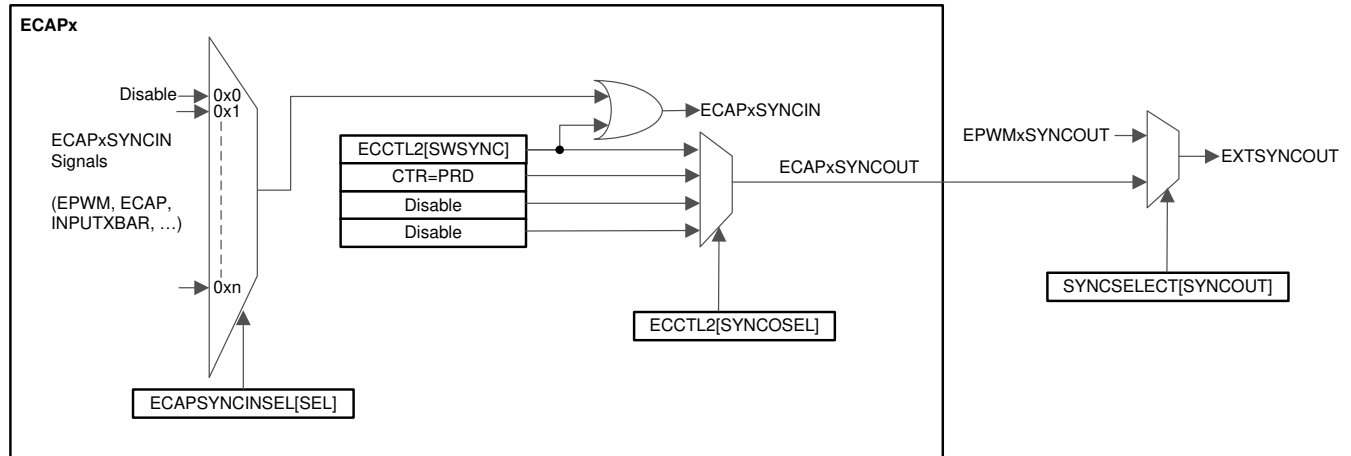 ECAPx
Disable
0x0
0x1
ECAPxSYNCIN
Signals
(EPWM, ECAP,
INPUTXBAR, …)
0xn
ECAPSYNCINSEL[SEL]
ECCTL2[SWSYNC]
CTR=PRD
Disable
Disable
ECAPxSYNCIN
ECAPxSYNCOUT
ECCTL2[SYNCOSEL]
EPWMxSYNCOUT
EXTSYNCOUT
SYNCSELECT[SYNCOUT]